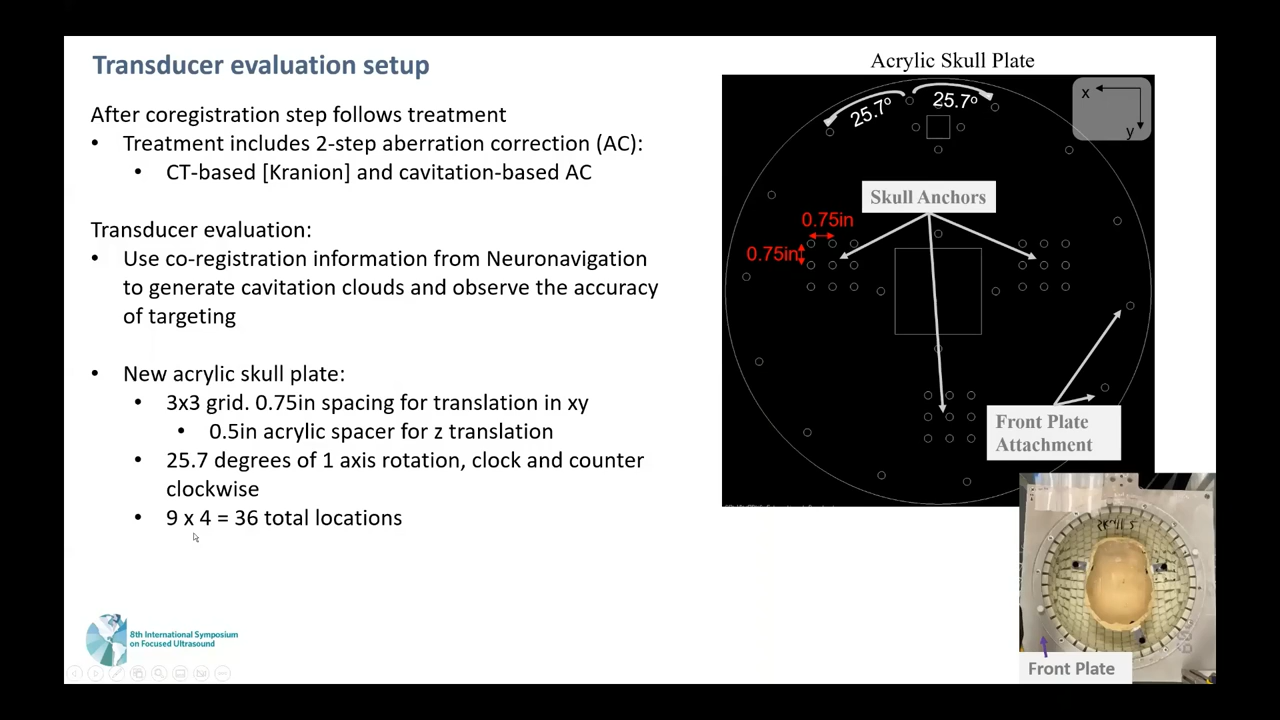 Transducer evaluation setup
After coregistration step follows treatment
• Treatment includes 2-step aberration correction (AC):
• CT-based [Kranion] and cavitation-based AC
Transducer evaluation:
• Use co-registration information from Neuronavigation
to generate cavitation clouds and observe the accuracy
of targeting
• New acrylic skull plate:
• 3x3 grid. 0.75in spacing for translation in xy
• 0.5in acrylic spacer for z translation
• 25.7 degrees of 1 axis rotation, clock and counter
clockwise
• 9 x 4 = 36 total locations
8th International Symposium
on Focused Ultrasound
Acrylic Skull Plate
25.7º
25.7º
x
y
Skull Anchors
0.75in
0.75in
Front Plate
Attachment
Front Plate